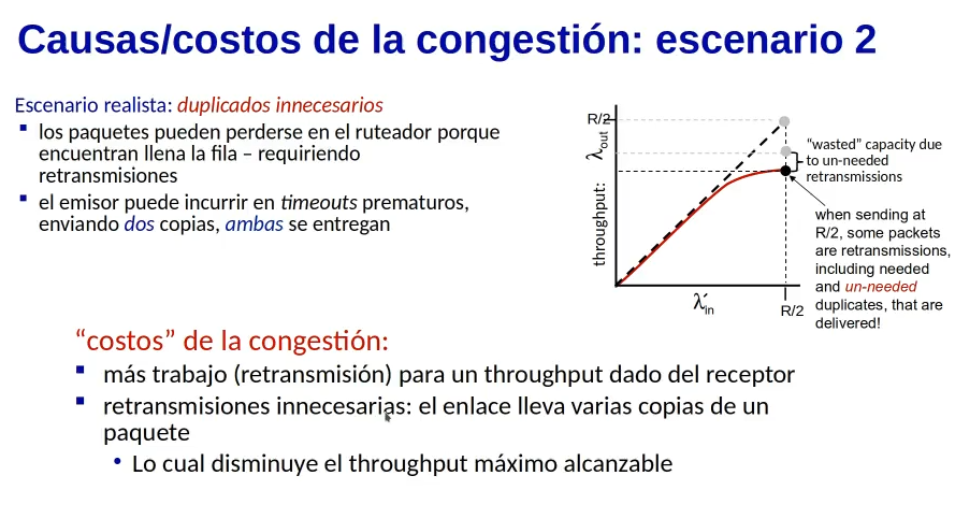 Causas/costos de la congestión: escenario 2
Escenario realista: duplicados innecesarios
▪ los paquetes pueden perderse en el ruteador porque
encuentran llena la fila – requiriendo
retransmisiones
▪ el emisor puede incurrir en timeouts prematuros,
enviando dos copias, ambas se entregan
R/2
λout
throughput:
λ'in
R/2
“wasted” capacity due
to un-needed
retransmissions
when sending at
R/2, some packets
are retransmissions,
including needed
and un-needed
duplicates, that are
delivered!
“costos” de la congestión:
▪ más trabajo (retransmisión) para un throughput dado del receptor
▪ retransmisiones innecesarias: el enlace lleva varias copias de un
paquete
• Lo cual disminuye el throughput máximo alcanzable